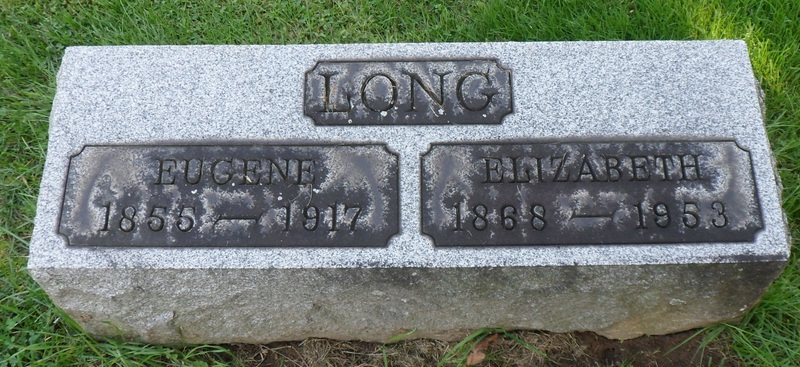 LONG
EUGENE
1855 — 1917
ELIZABETH
1868 — 1953